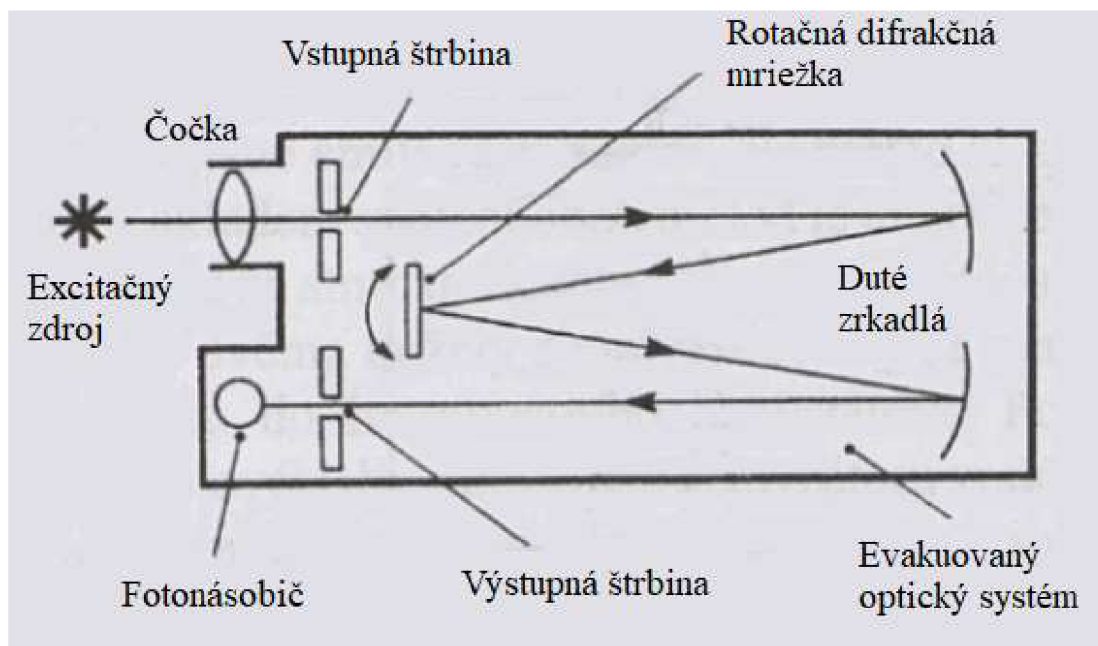 Vstupná štrbina
Rotačná difrakčná
mriežka
Čočka
Excitačný
zdroj
Duté
zrkadlá
Fotonásobič
Výstupná štrbina
Evakuovaný
optický systém